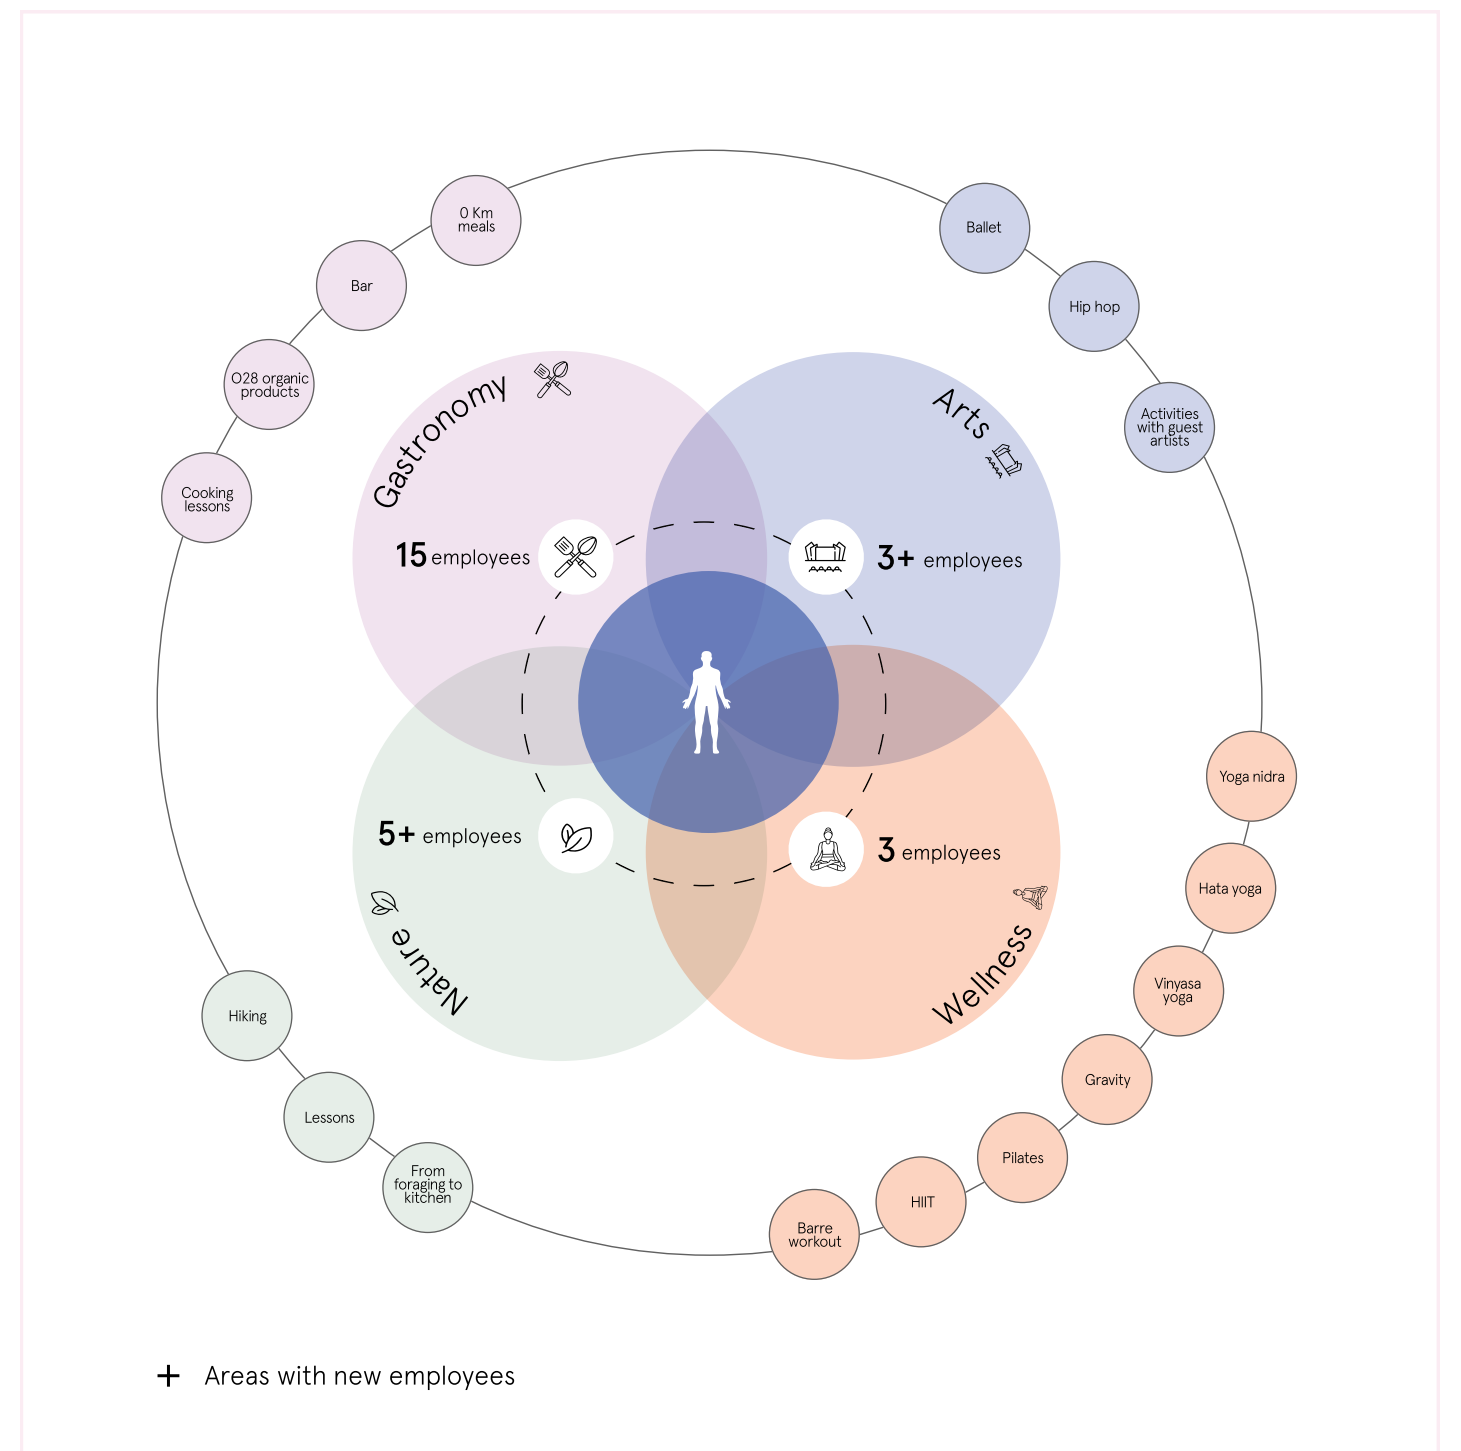 0 Km
meals
Bar
O28 organic
products
Cooking
lessons
Ballet
Hip hop
Activities
with guest
artists
Gastronomy
Arts
15 employees
3+ employees
5+ employees
3 employees
Nature
Wellness
Yoga nidra
Hata yoga
Vinyasa
yoga
Gravity
Pilates
HIIT
Barre
workout
Hiking
Lessons
From
foraging to
kitchen
+ Areas with new employees